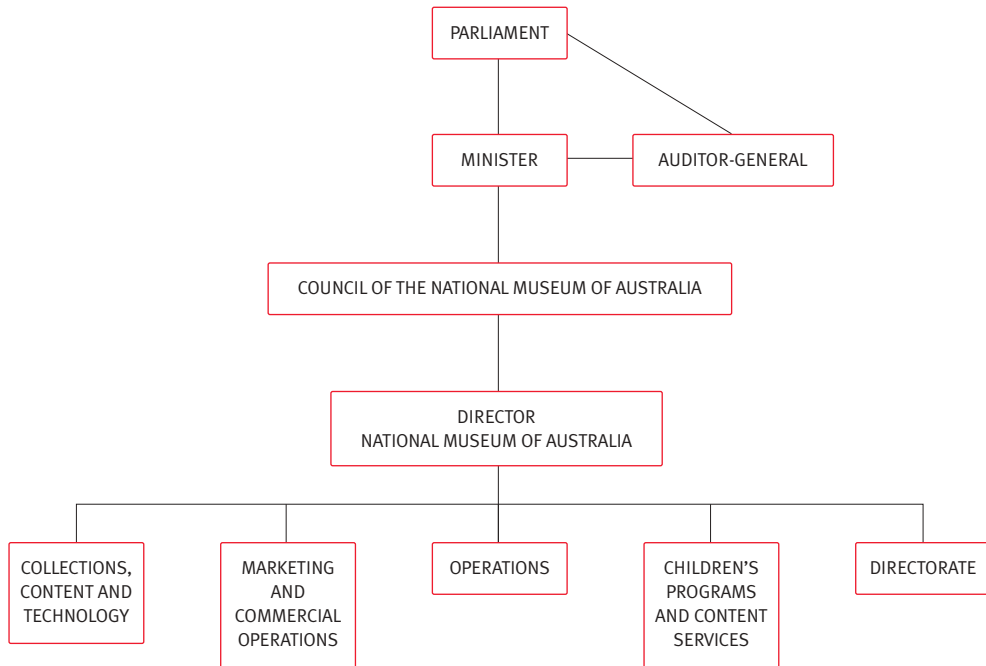 PARLIAMENT
MINISTER
AUDITOR-GENERAL
COUNCIL OF THE NATIONAL MUSEUM OF AUSTRALIA
DIRECTOR
NATIONAL MUSEUM OF AUSTRALIA
COLLECTIONS,
CONTENT AND
TECHNOLOGY
MARKETING
AND
COMMERCIAL
OPERATIONS
OPERATIONS
CHILDREN’S
PROGRAMS
AND CONTENT
SERVICES
DIRECTORATE